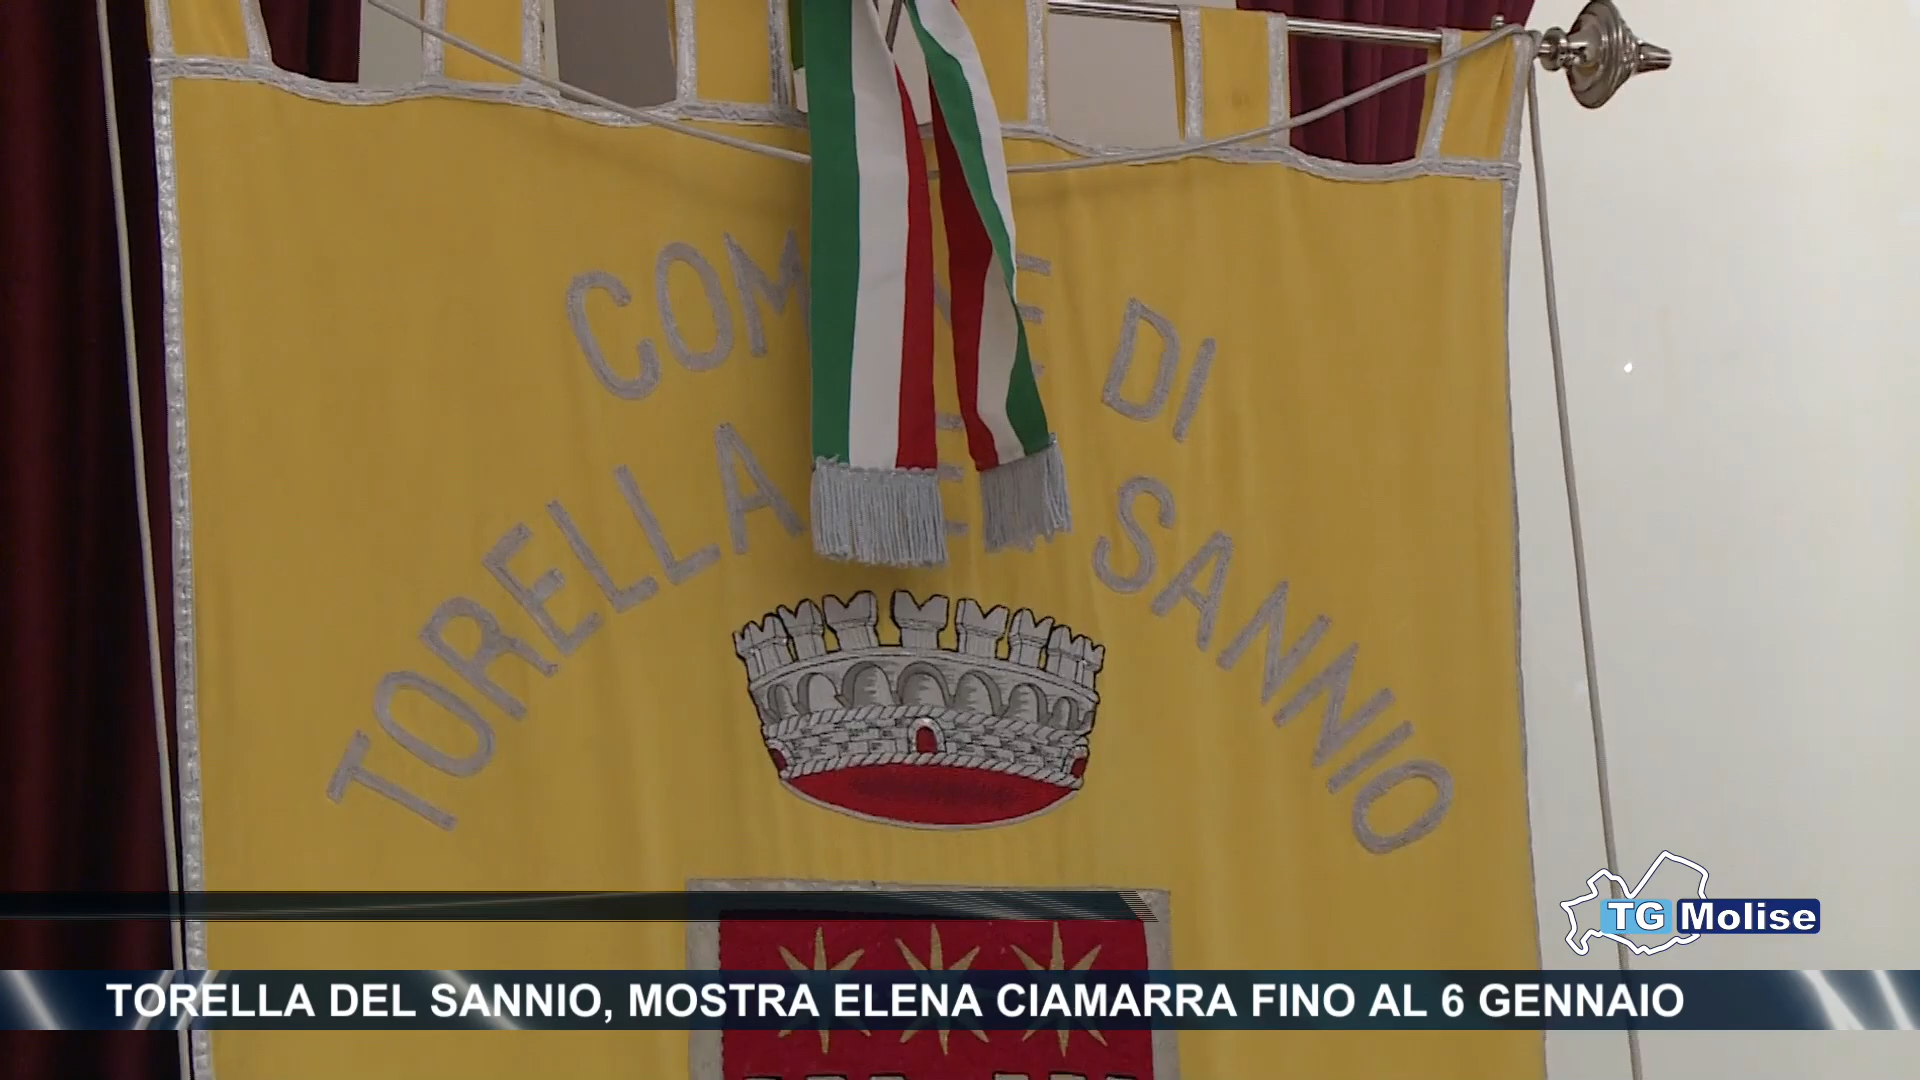 COM E DI
TORELLA SANNIO
TG Molise
TORELLA DEL SANNIO, MOSTRA ELENA CIAMARRA FINO AL 6 GENNAIO